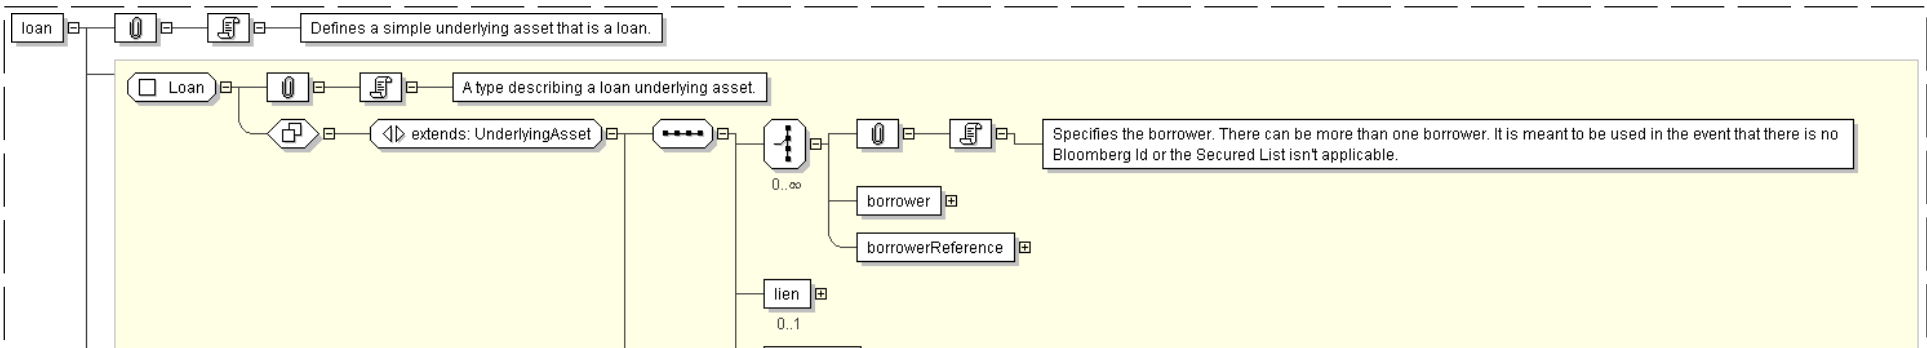 loan
Defines a simple underlying asset that is a loan.
Loan
A type describing a loan underlying asset.
extends: UnderlyingAsset
Specifies the borrower. There can be more than one borrower. It is meant to be used in the event that there is no
Bloomberg Id or the Secured List isn't applicable.
0..∞
borrower
borrowerReference
lien
0..1